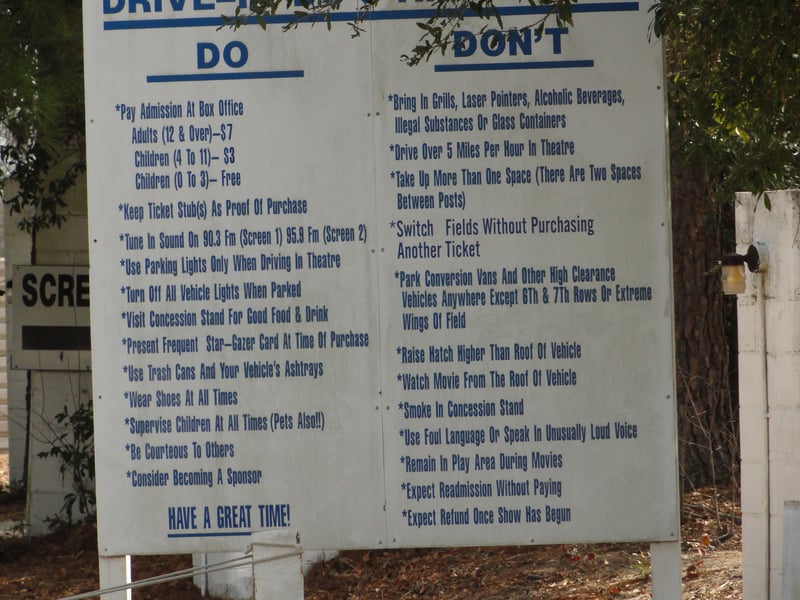 DRIVE-I
DO
*Pay Admission At Box Office
Adults (12 & Over)–$7
Children (4 To 11)– $3
Children (0 To 3)– Free
*Keep Ticket Stub(s) As Proof Of Purchase
*Tune In Sound On 90.3 Fm (Screen 1) 95.9 Fm (Screen 2)
*Use Parking Lights Only When Driving In Theatre
*Turn Off All Vehicle Lights When Parked
*Visit Concession Stand For Good Food & Drink
*Present Frequent Star–Gazer Card At Time Of Purchase
*Use Trash Cans And Your Vehicle's Ashtrays
*Wear Shoes At All Times
*Supervise Children At All Times (Pets Also!!)
*Be Courteous To Others
*Consider Becoming A Sponsor
HAVE A GREAT TIME!
DON'T
*Bring In Grills, Laser Pointers, Alcoholic Beverages,
Illegal Substances Or Glass Containers
*Drive Over 5 Miles Per Hour In Theatre
*Take Up More Than One Space (There Are Two Spaces
Between Posts)
*Switch Fields Without Purchasing
Another Ticket
*Park Conversion Vans And Other High Clearance
Vehicles Anywhere Except 6Th & 7Th Rows Or Extreme
Wings Of Field
*Raise Hatch Higher Than Roof Of Vehicle
*Watch Movie From The Roof Of Vehicle
*Smoke In Concession Stand
*Use Foul Language Or Speak In Unusually Loud Voice
*Remain In Play Area During Movies
*Expect Readmission Without Paying
*Expect Refund Once Show Has Begun
SCRE